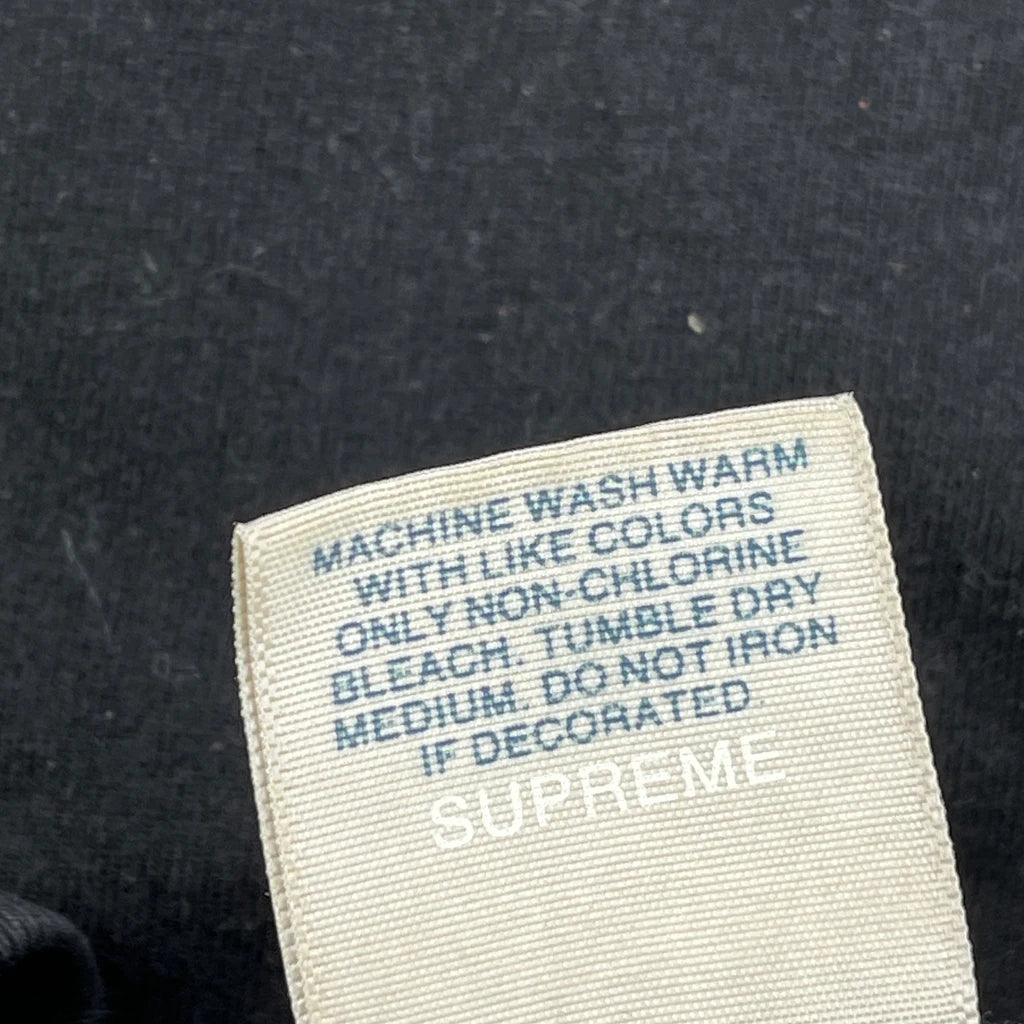 MACHINE WASH WARM
WITH LIKE COLORS
ONLY NON-CHLORINE
BLEACH. TUMBLE DRY
MEDIUM. DO NOT IRON
IF DECORATED.
SUPREME